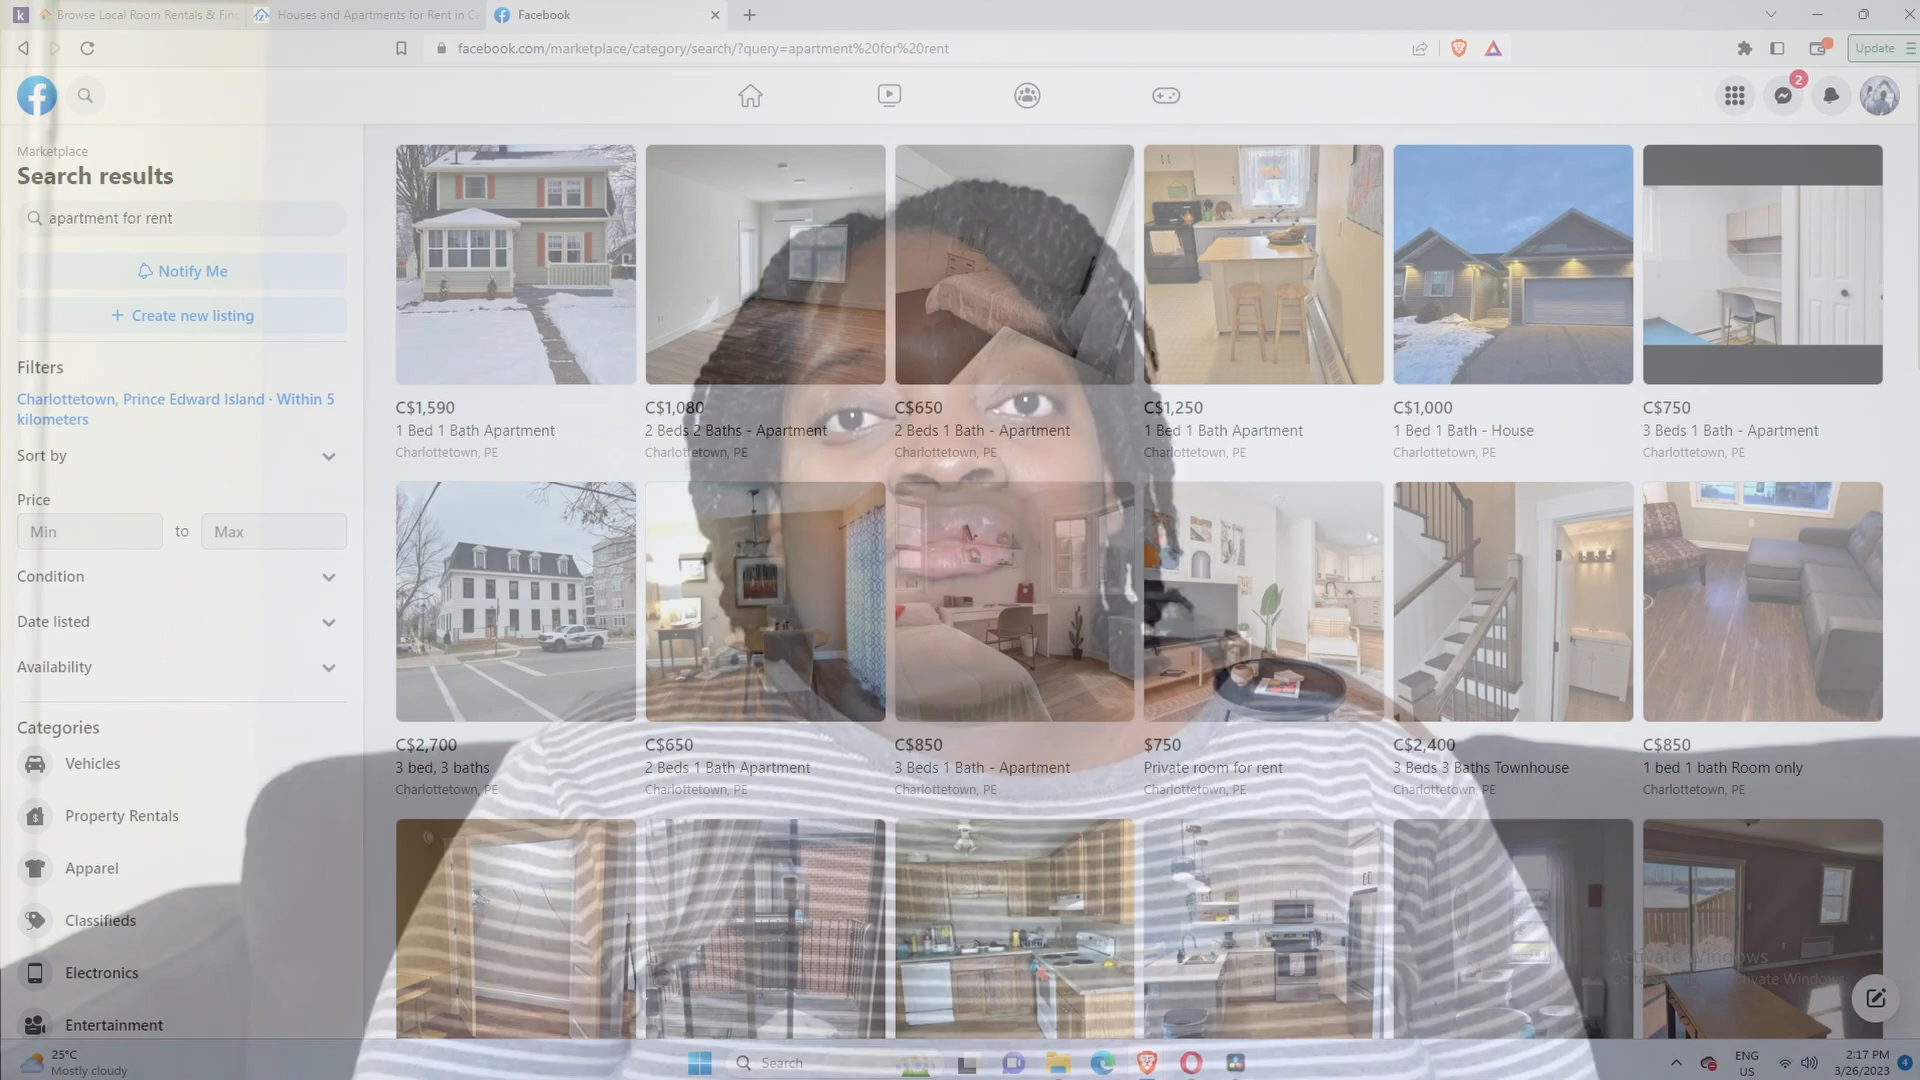 Browse Local Room Rentals & Fin
Houses and Apartments for Rent in Ca
Facebook
facebook.com/marketplace/category/search/?query=apartment%20for%20rent
Update
2
Marketplace
Search results
apartment for rent
Notify Me
+ Create new listing
Filters
Charlottetown, Prince Edward Island · Within 5
kilometers
Sort by
Price
Min
to
Max
Condition
Date listed
Availability
Categories
Vehicles
Property Rentals
Apparel
Classifieds
Electronics
Entertainment
C$1,590
1 Bed 1 Bath Apartment
Charlottetown, PE
C$1,080
2 Beds 2 Baths - Apartment
Charlottetown, PE
C$650
2 Beds 1 Bath - Apartment
Charlottetown, PE
C$1,250
1 Bed 1 Bath Apartment
Charlottetown, PE
C$1,000
1 Bed 1 Bath - House
Charlottetown, PE
C$750
3 Beds 1 Bath - Apartment
Charlottetown, PE
C$2,700
3 bed, 3 baths
Charlottetown, PE
C$650
2 Beds 1 Bath Apartment
Charlottetown, PE
C$850
3 Beds 1 Bath - Apartment
Charlottetown, PE
$750
Private room for rent
Charlottetown, PE
C$2,400
3 Beds 3 Baths Townhouse
Charlottetown, PE
C$850
1 bed 1 bath Room only
Charlottetown, PE
Activate Windows
Go to Activate Windows.
25°C
Mostly cloudy
Search
ENG
US
2:17 PM
3/26/2023
4